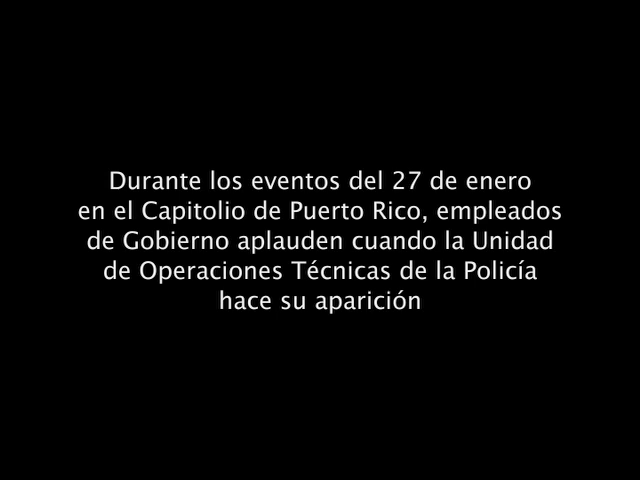 Durante los eventos del 27 de enero
en el Capitolio de Puerto Rico, empleados
de Gobierno aplauden cuando la Unidad
de Operaciones Técnicas de la Policía
hace su aparición